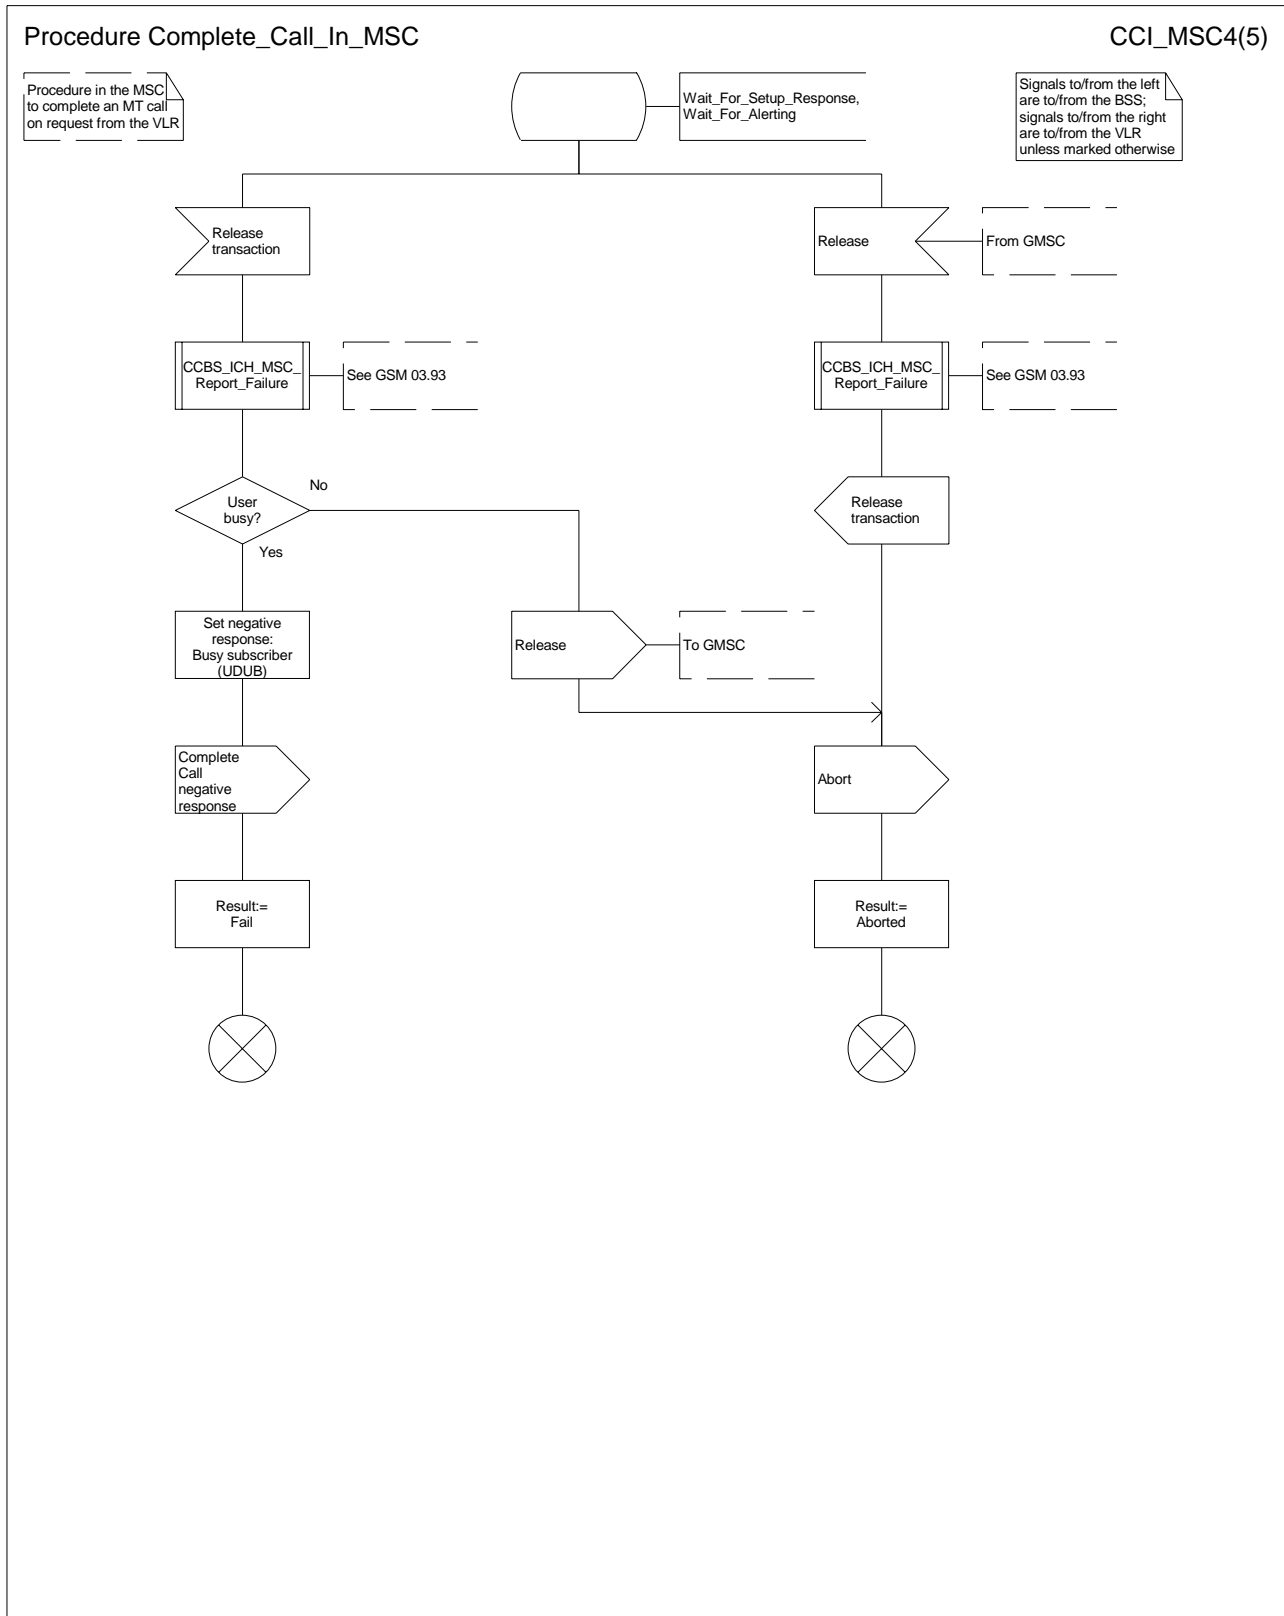 Procedure Complete_Call_In_MSC
CCI_MSC4(5)
Procedure in the MSC
to complete an MT call
on request from the VLR
Wait_For_Setup_Response,
Wait_For_Alerting
Signals to/from the left
are to/from the BSS;
signals to/from the right
are to/from the VLR
unless marked otherwise
Release
transaction
Release
From GMSC
CCBS_ICH_MSC_
Report_Failure
See GSM 03.93
CCBS_ICH_MSC_
Report_Failure
See GSM 03.93
User
busy?
No
Yes
Release
transaction
Set negative
response:
Busy subscriber
(UDUB)
Release
To GMSC
Complete
Call
negative
response
Abort
Result:=
Fail
Result:=
Aborted